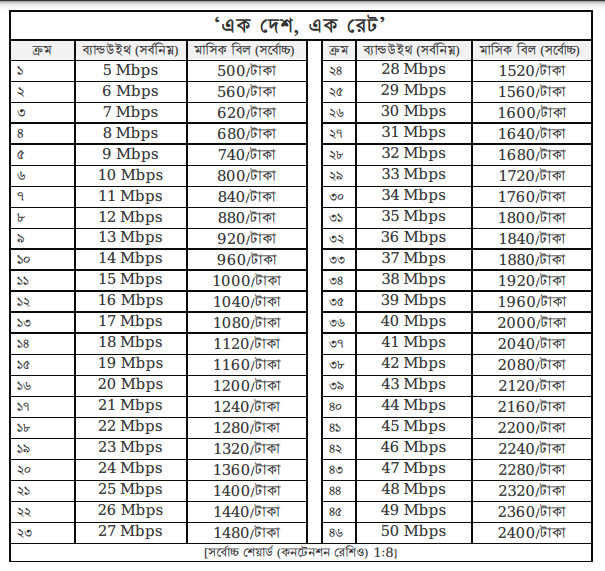 ‘এক দেশ, এক রেট’
ক্রম ব্যান্ডউইথ (সর্বনিম্ন) মাসিক বিল (সর্বোচ্চ) ক্রম ব্যান্ডউইথ (সর্বনিম্ন) মাসিক বিল (সর্বোচ্চ)
১ 5 Mbps 500/টাকা ২৪ 28 Mbps 1520/টাকা
২ 6 Mbps 560/টাকা ২৫ 29 Mbps 1560/টাকা
৩ 7 Mbps 620/টাকা ২৬ 30 Mbps 1600/টাকা
৪ 8 Mbps 680/টাকা ২৭ 31 Mbps 1640/টাকা
৫ 9 Mbps 740/টাকা ২৮ 32 Mbps 1680/টাকা
৬ 10 Mbps 800/টাকা ২৯ 33 Mbps 1720/টাকা
৭ 11 Mbps 840/টাকা ৩০ 34 Mbps 1760/টাকা
৮ 12 Mbps 880/টাকা ৩১ 35 Mbps 1800/টাকা
৯ 13 Mbps 920/টাকা ৩২ 36 Mbps 1840/টাকা
১০ 14 Mbps 960/টাকা ৩৩ 37 Mbps 1880/টাকা
১১ 15 Mbps 1000/টাকা ৩৪ 38 Mbps 1920/টাকা
১২ 16 Mbps 1040/টাকা ৩৫ 39 Mbps 1960/টাকা
১৩ 17 Mbps 1080/টাকা ৩৬ 40 Mbps 2000/টাকা
১৪ 18 Mbps 1120/টাকা ৩৭ 41 Mbps 2040/টাকা
১৫ 19 Mbps 1160/টাকা ৩৮ 42 Mbps 2080/টাকা
১৬ 20 Mbps 1200/টাকা ৩৯ 43 Mbps 2120/টাকা
১৭ 21 Mbps 1240/টাকা ৪০ 44 Mbps 2160/টাকা
১৮ 22 Mbps 1280/টাকা ৪১ 45 Mbps 2200/টাকা
১৯ 23 Mbps 1320/টাকা ৪২ 46 Mbps 2240/টাকা
২০ 24 Mbps 1360/টাকা ৪৩ 47 Mbps 2280/টাকা
২১ 25 Mbps 1400/টাকা ৪৪ 48 Mbps 2320/টাকা
২২ 26 Mbps 1440/টাকা ৪৫ 49 Mbps 2360/টাকা
২৩ 27 Mbps 1480/টাকা ৪৬ 50 Mbps 2400/টাকা
[সর্বোচ্চ শেয়ার্ড (কনটেনশন রেশিও) 1:8]